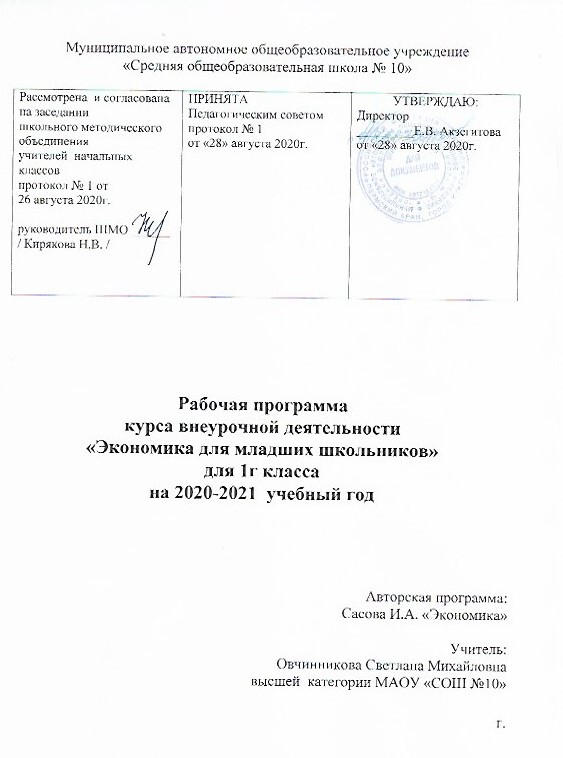 Муниципальное автономное общеобразовательное учреждение
«Средняя общеобразовательная школа № 10»
Рассмотрена и согласована
на заседании
школьного методического
объединения
учителей начальных
классов
протокол № 1 от
26 августа 2020г.
руководитель ШМО
/ Кирякова Н.В. /
ПРИНЯТА
Педагогическим советом
протокол № 1
от «28» августа 2020г.
УТВЕРЖДАЮ:
Директор
Е.В. Акзегитова
от «28» августа 2020г.
ДЛЯ
ДОКУМЕНТОВ
Рабочая программа
курса внеурочной деятельности
«Экономика для младших школьников»
для 1г класса
на 2020-2021 учебный год
Авторская программа:
Сасова И.А. «Экономика»
Учитель:
Овчинникова Светлана Михайловна
высшей категории МАОУ «СОШ №10»
г.